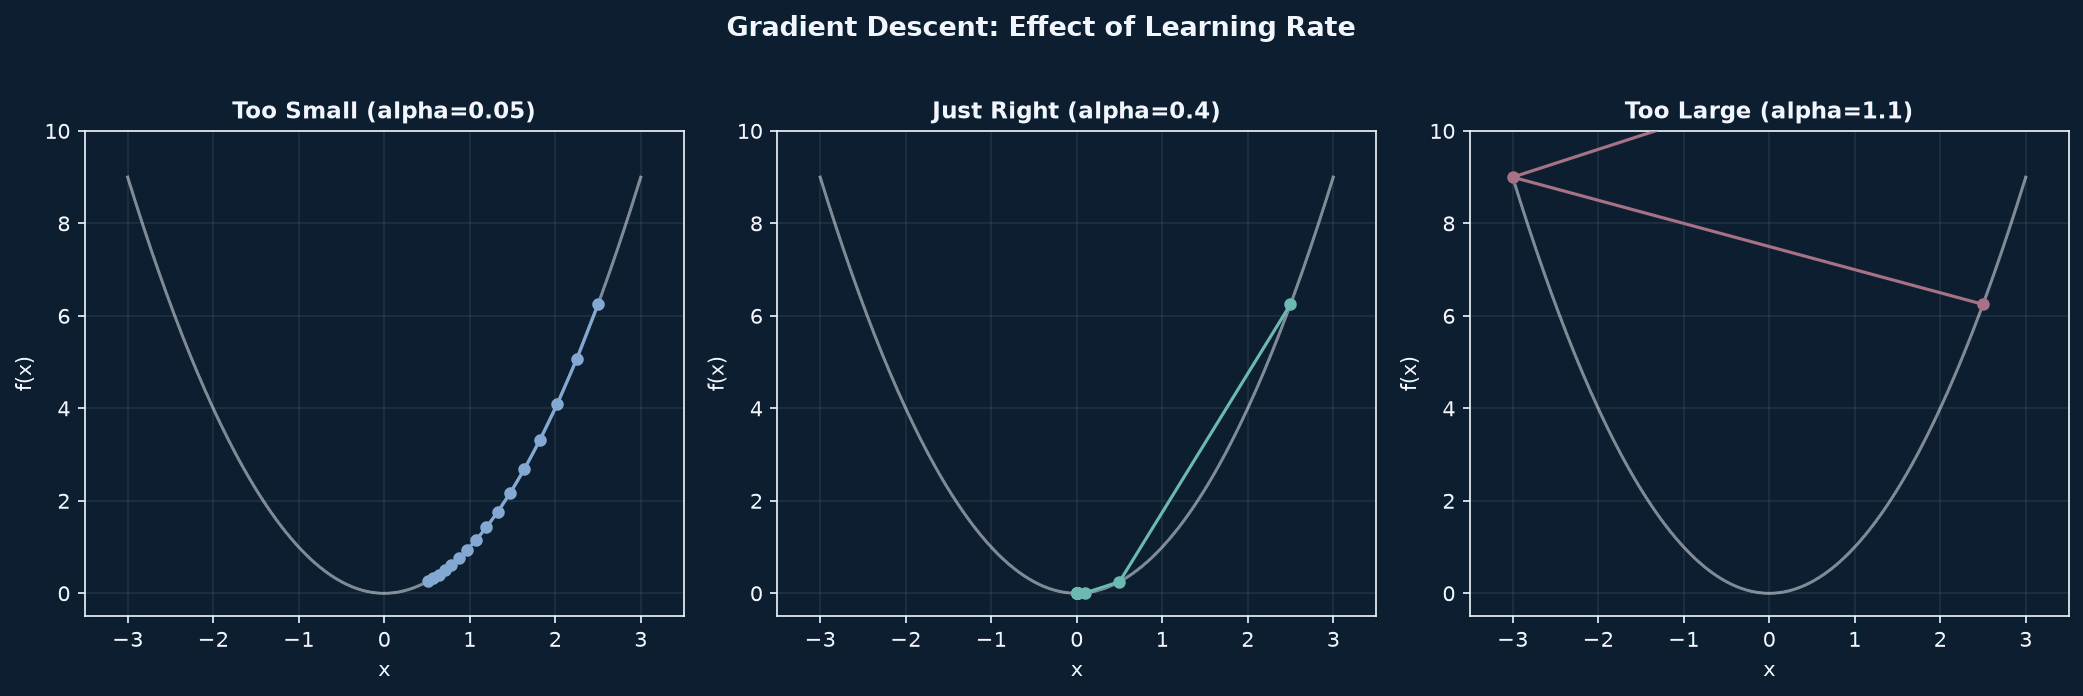 Gradient Descent: Effect of Learning Rate
Too Small (alpha=0.05)
10
8
6
4
2
0
f(x)
−3 −2 −1 0 1 2 3
x
Just Right (alpha=0.4)
10
8
6
4
2
0
f(x)
−3 −2 −1 0 1 2 3
x
Too Large (alpha=1.1)
10
8
6
4
2
0
f(x)
−3 −2 −1 0 1 2 3
x